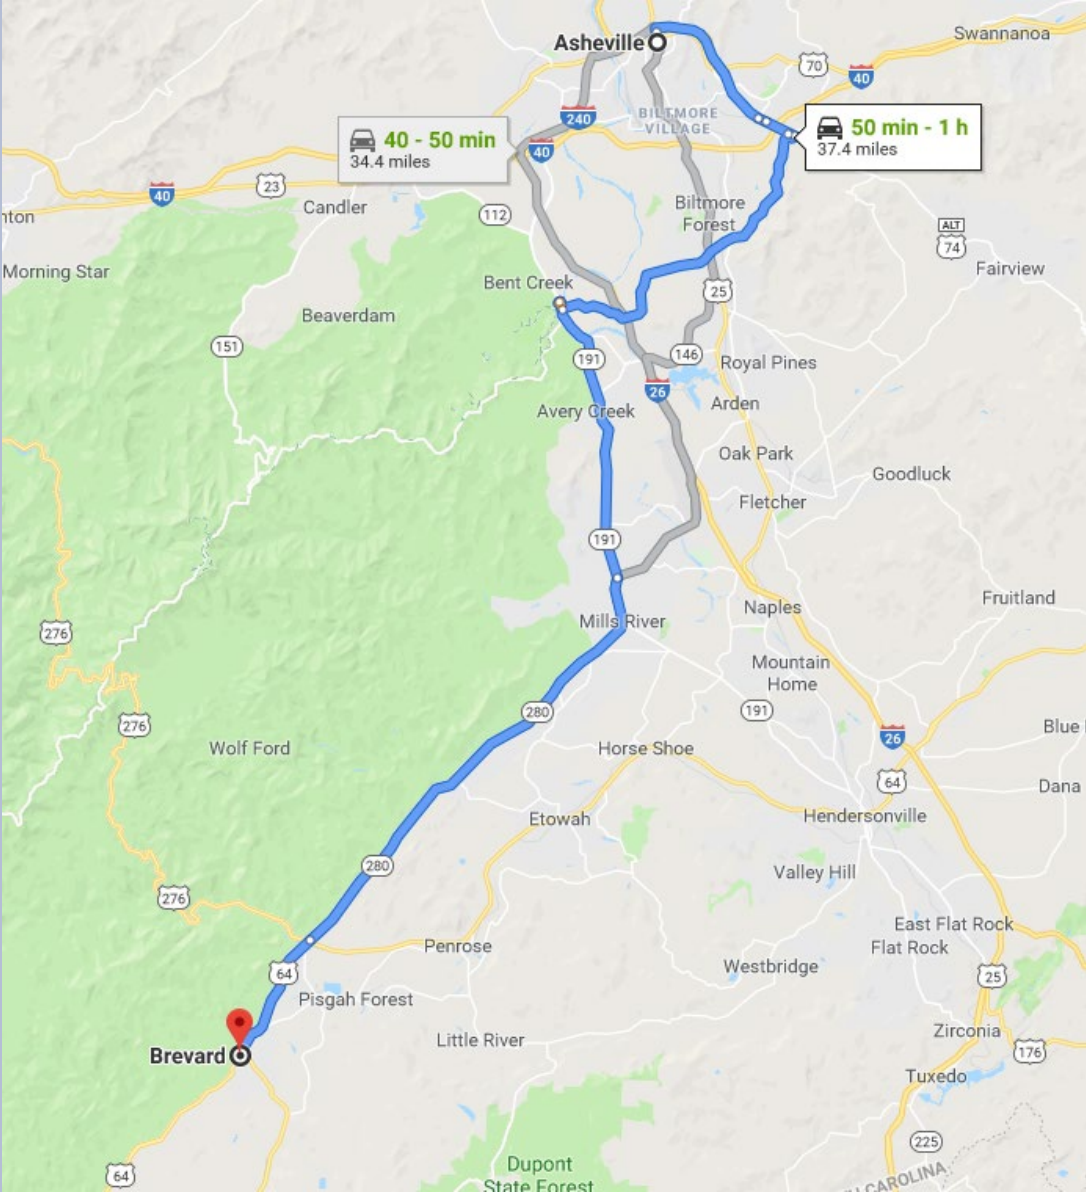 Swannanoa
Asheville
70
40
240
BILTMORE
VILLAGE
50 min - 1 h
37.4 miles
40 - 50 min
34.4 miles
40
23
40
Candler
Biltmore
Forest
112
nton
ALT
74
Fairview
Morning Star
Bent Creek
25
Beaverdam
151
146
191
Royal Pines
26
Arden
Avery Creek
Oak Park
Goodluck
Fletcher
191
Fruitland
Naples
Mills River
276
Mountain
Home
191
280
276
Blue
Wolf Ford
Horse Shoe
26
64
Dana
Etowah
Hendersonville
280
Valley Hill
276
East Flat Rock
Penrose
Flat Rock
Westbridge
64
25
Pisgah Forest
Zirconia
Little River
176
Brevard
Tuxedo
225
Dupont
State Forest
64
CAROLINA